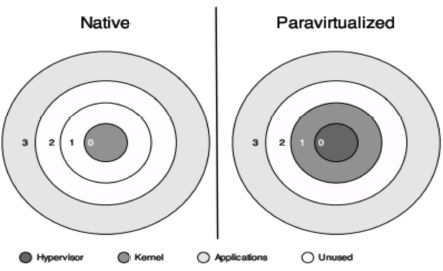 Native Paravirtualized
3 2 1 0 3 2 1 0
Hypervisor Kernel Applications Unused